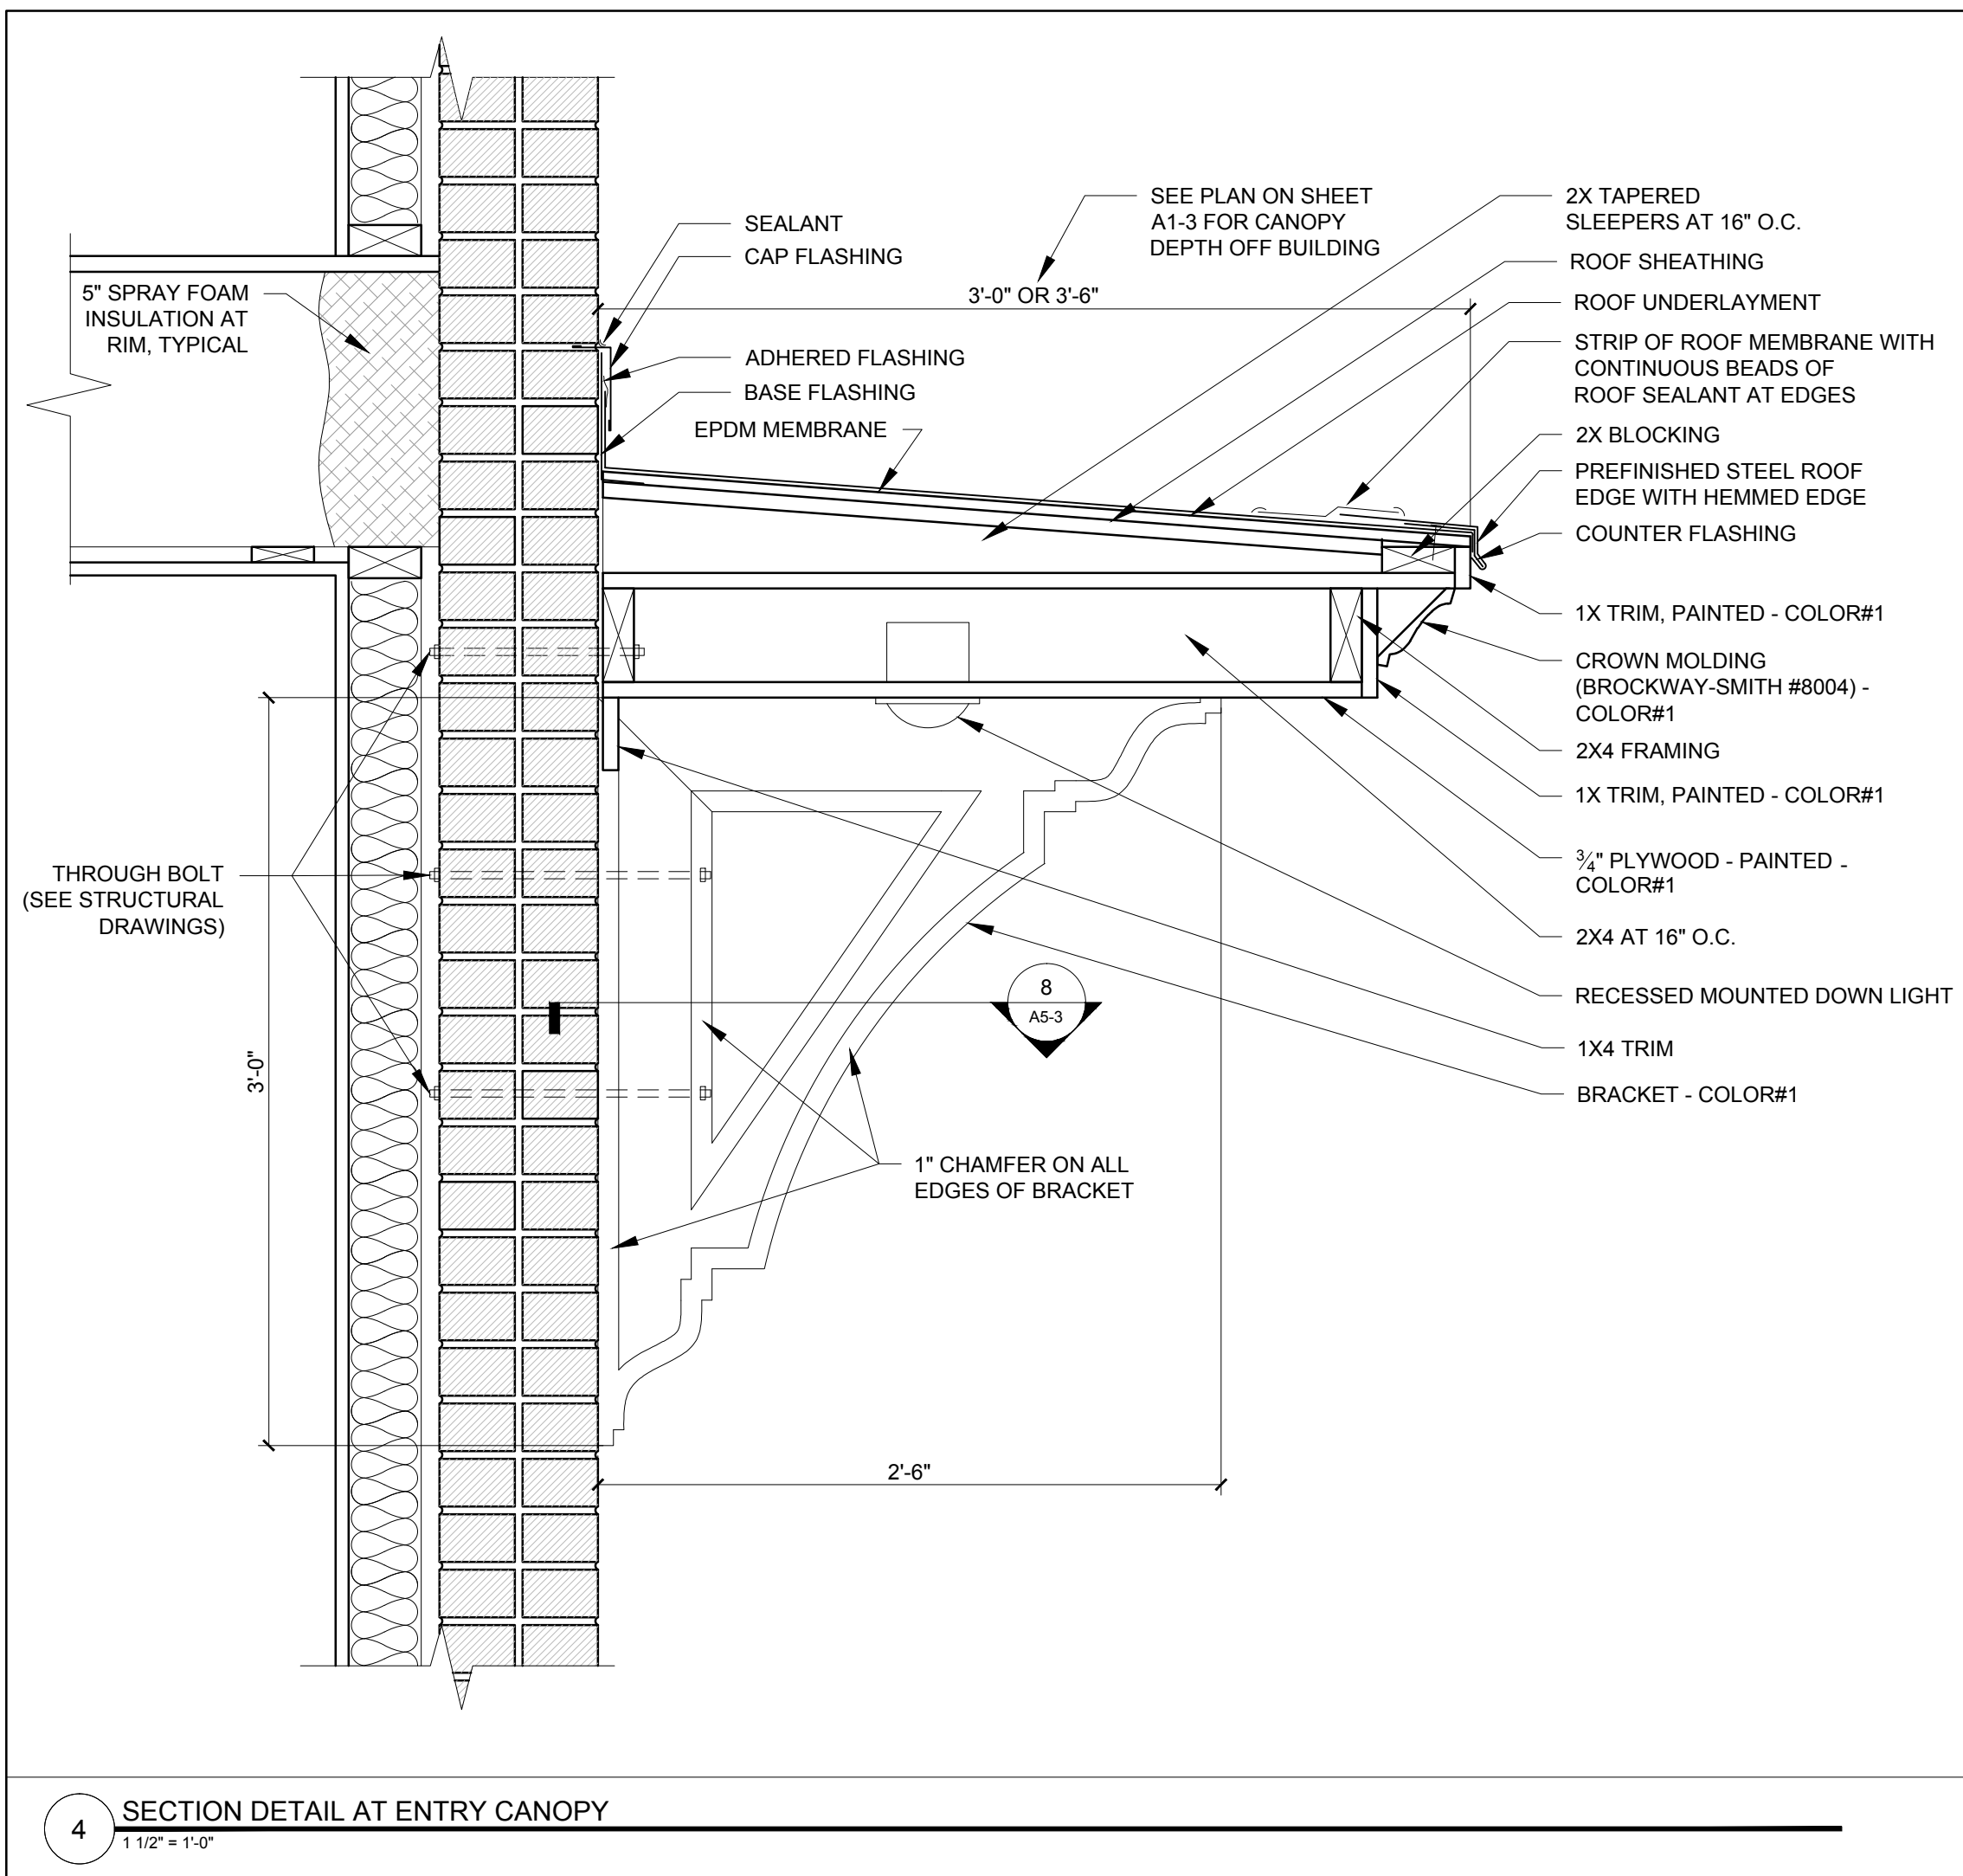 SEALANT
CAP FLASHING
SEE PLAN ON SHEET
A1-3 FOR CANOPY
DEPTH OFF BUILDING
3'-0" OR 3'-6"
5" SPRAY FOAM
INSULATION AT
RIM, TYPICAL
ADHERED FLASHING
BASE FLASHING
EPDM MEMBRANE
2X TAPERED
SLEEPERS AT 16" O.C.
ROOF SHEATHING
ROOF UNDERLAYMENT
STRIP OF ROOF MEMBRANE WITH
CONTINUOUS BEADS OF
ROOF SEALANT AT EDGES
2X BLOCKING
PREFINISHED STEEL ROOF
EDGE WITH HEMMED EDGE
COUNTER FLASHING
1X TRIM, PAINTED - COLOR#1
CROWN MOLDING
(BROCKWAY-SMITH #8004) -
COLOR#1
2X4 FRAMING
1X TRIM, PAINTED - COLOR#1
¾" PLYWOOD - PAINTED -
COLOR#1
2X4 AT 16" O.C.
RECESSED MOUNTED DOWN LIGHT
1X4 TRIM
BRACKET - COLOR#1
THROUGH BOLT
(SEE STRUCTURAL
DRAWINGS)
8
A5-3
3'-0"
1" CHAMFER ON ALL
EDGES OF BRACKET
2'-6"
4
SECTION DETAIL AT ENTRY CANOPY
1 1/2" = 1'-0"